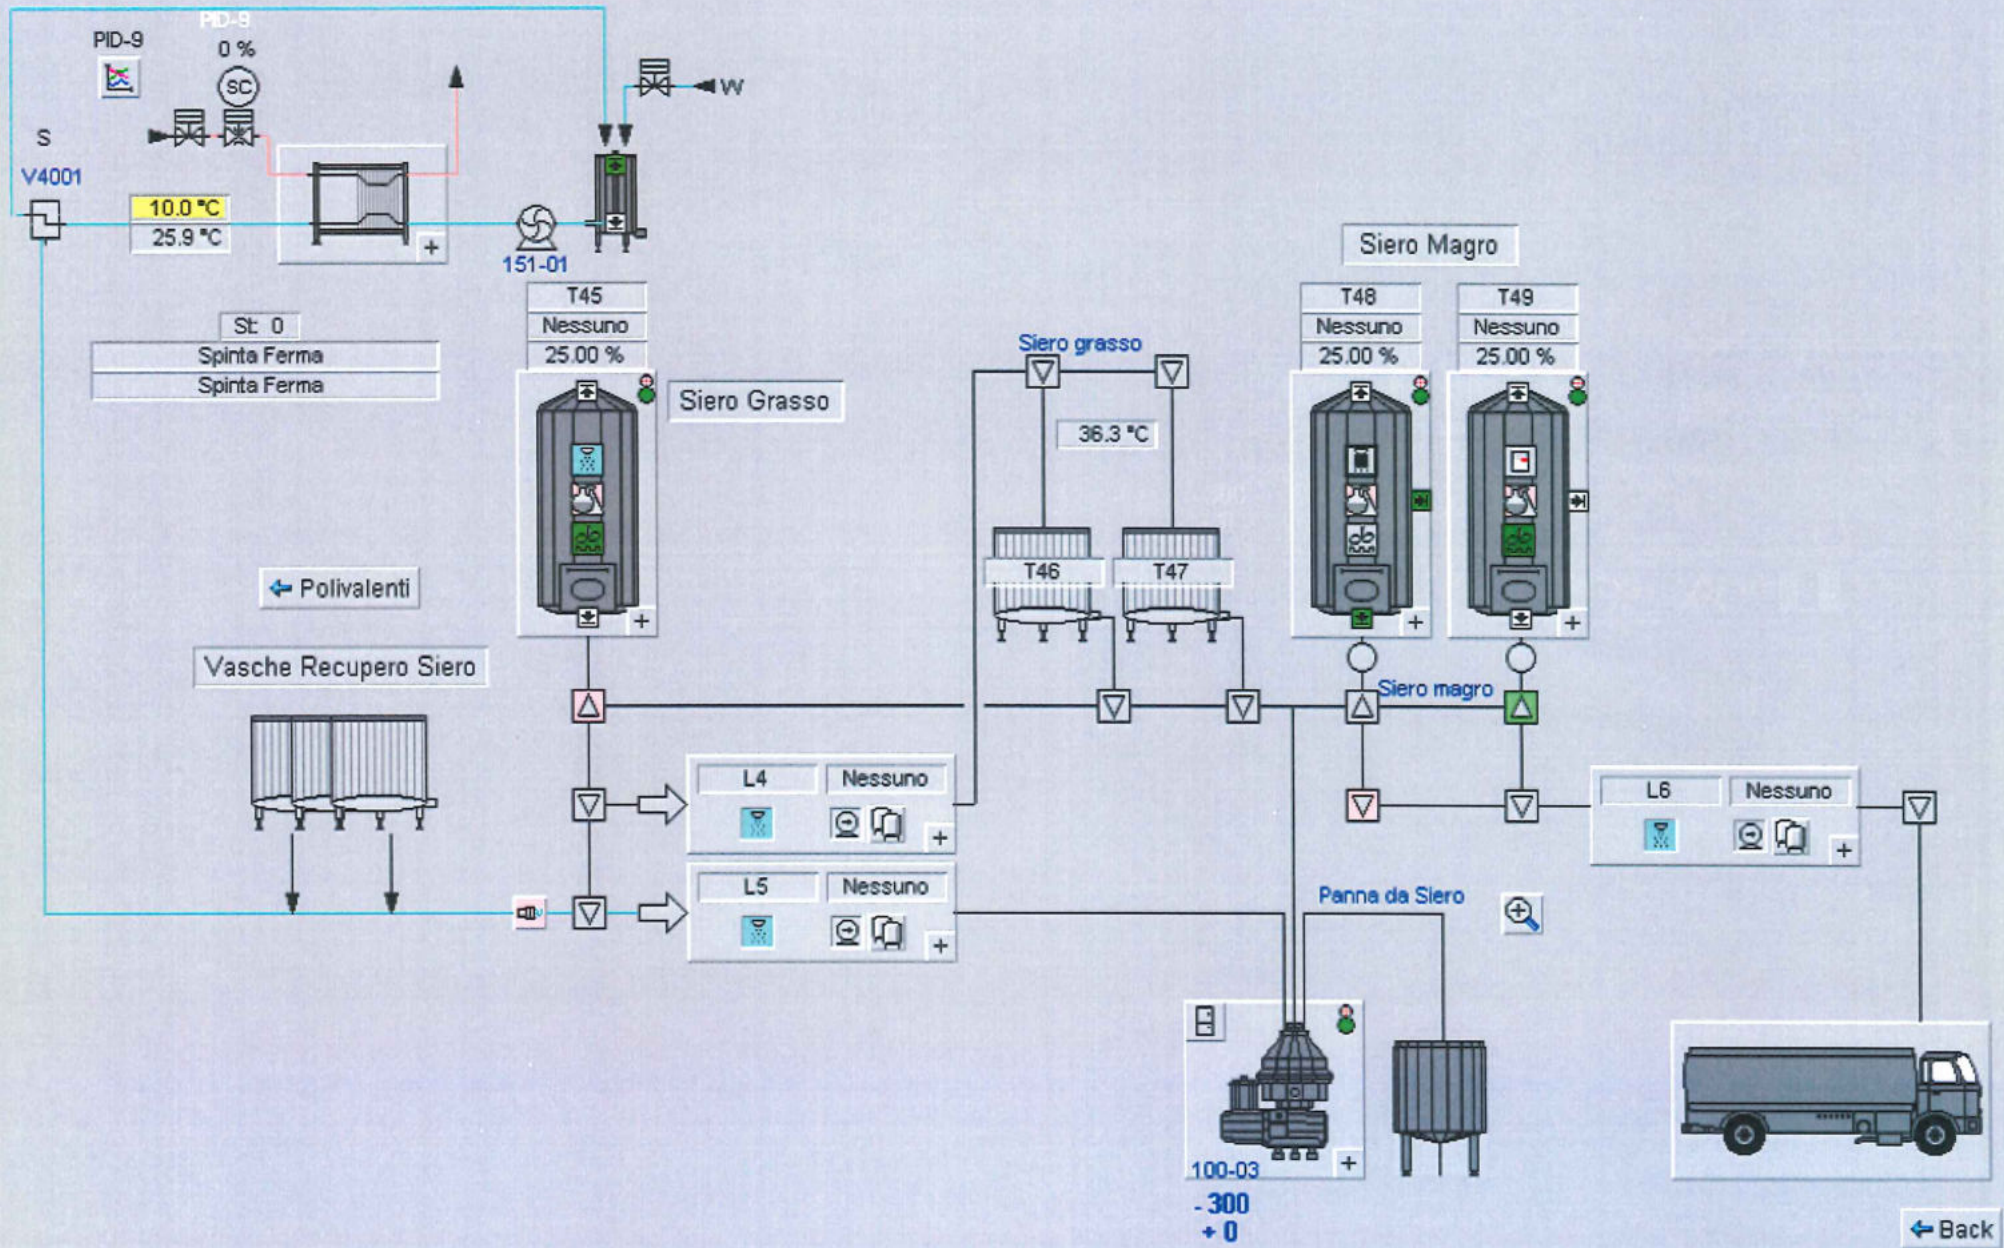 PID-9
PID-9
0 %
SC
W
S
V4001
10.0 °C
25.9 °C
151-01
St: 0
Spinta Ferma
Spinta Ferma
T45
Nessuno
25.00 %
Siero Grasso
Siero grasso
36.3 °C
T46
T47
Siero Magro
T48
Nessuno
25.00 %
T49
Nessuno
25.00 %
Polivalenti
Vasche Recupero Siero
Siero magro
L4
Nessuno
L5
Nessuno
L6
Nessuno
Panna da Siero
100-03
- 300
+ 0
Back